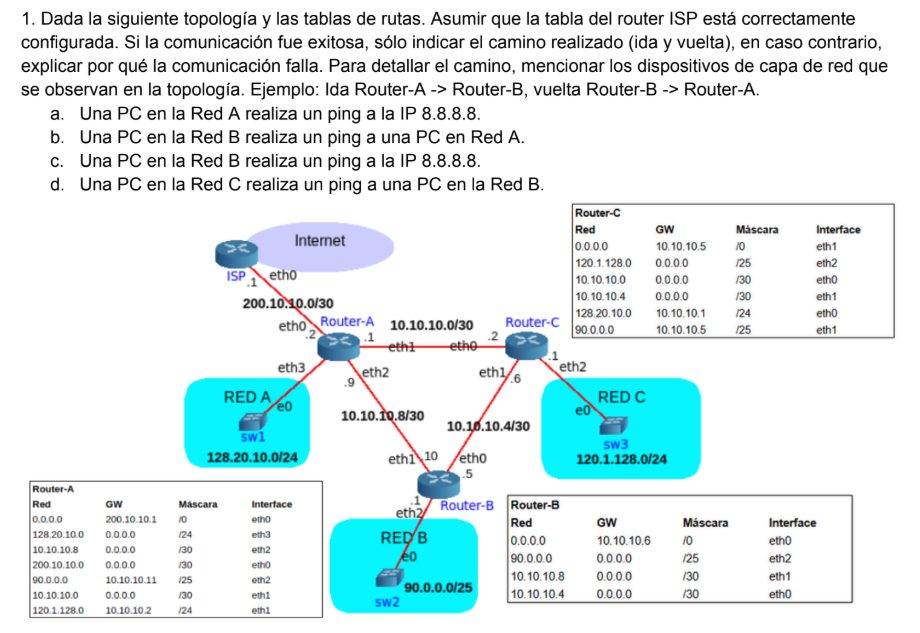 1. Dada la siguiente topología y las tablas de rutas. Asumir que la tabla del router ISP está correctamente
configurada. Si la comunicación fue exitosa, sólo indicar el camino realizado (ida y vuelta), en caso contrario,
explicar por qué la comunicación falla. Para detallar el camino, mencionar los dispositivos de capa de red que
se observan en la topología. Ejemplo: Ida Router-A -> Router-B, vuelta Router-B -> Router-A.
a. Una PC en la Red A realiza un ping a la IP 8.8.8.8.
b. Una PC en la Red B realiza un ping a una PC en Red A.
c. Una PC en la Red B realiza un ping a la IP 8.8.8.8.
d. Una PC en la Red C realiza un ping a una PC en la Red B.
Router-C
Red GW Máscara Interface
0.0.0.0 10.10.10.5 /0 eth1
120.1.128.0 0.0.0.0 /25 eth2
10.10.10.0 0.0.0.0 /30 eth0
10.10.10.4 0.0.0.0 /30 eth1
128.20.10.0 10.10.10.1 /24 eth0
90.0.0.0 10.10.10.5 /25 eth1
Internet
ISP .1 eth0
200.10.10.0/30
eth0 .2 Router-A .1 10.10.10.0/30 .2 Router-C
eth1 eth0
.1 eth2
eth3 eth2 eth1 .6
.9
RED A
e0
sw1
128.20.10.0/24
10.10.10.8/30
10.10.10.4/30
RED C
e0
sw3
120.1.128.0/24
eth1 .10 eth0
.5
.1 Router-B
eth2
RED B
e0
90.0.0.0/25
sw2
Router-A
Red GW Máscara Interface
0.0.0.0 200.10.10.1 /0 eth0
128.20.10.0 0.0.0.0 /24 eth3
10.10.10.8 0.0.0.0 /30 eth2
200.10.10.0 0.0.0.0 /30 eth0
90.0.0.0 10.10.10.11 /25 eth2
10.10.10.0 0.0.0.0 /30 eth1
120.1.128.0 10.10.10.2 /24 eth1
Router-B
Red GW Máscara Interface
0.0.0.0 10.10.10.6 /0 eth0
90.0.0.0 0.0.0.0 /25 eth2
10.10.10.8 0.0.0.0 /30 eth1
10.10.10.4 0.0.0.0 /30 eth0